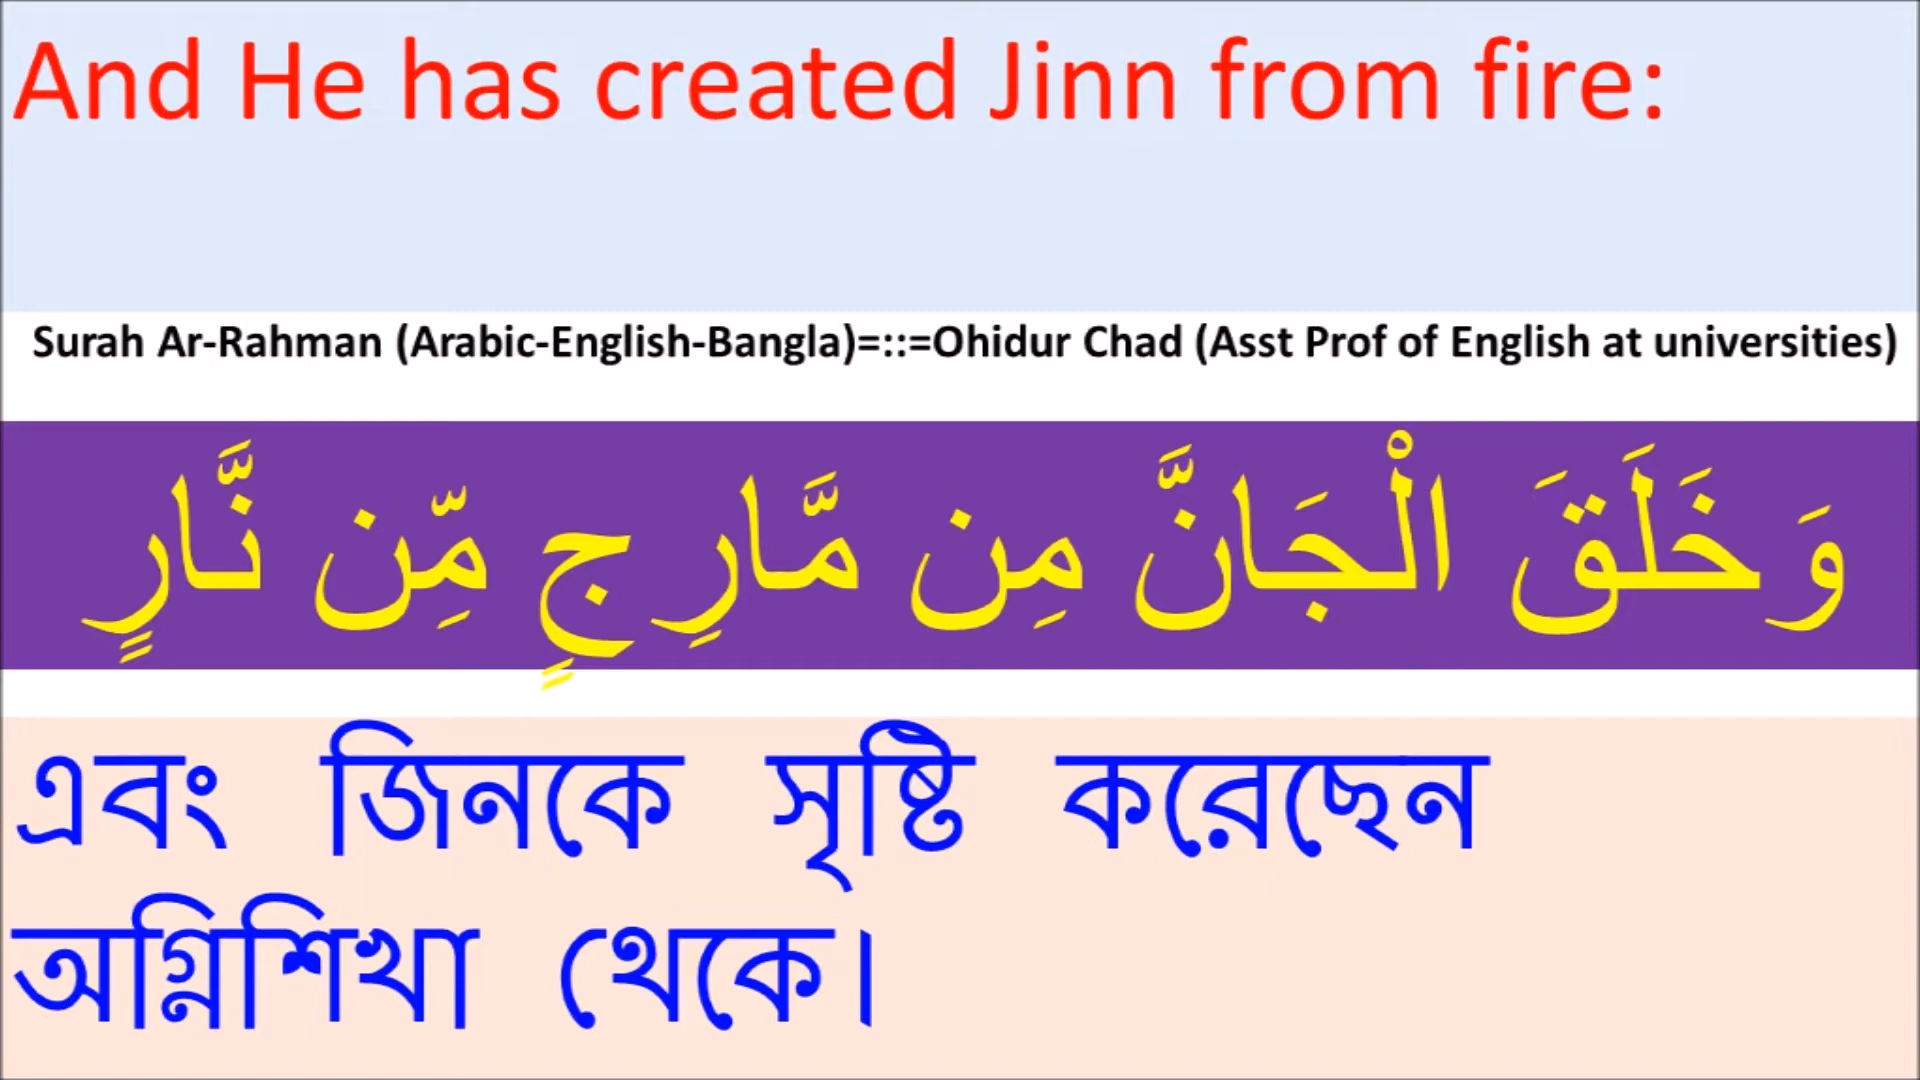 And He has created Jinn from fire:
Surah Ar-Rahman (Arabic-English-Bangla)=::=Ohidur Chad (Asst Prof of English at universities)
وَخَلَقَ الْجَانَّ مِن مَّارِجٍ مِّن نَّارٍ
এবং জিনকে সৃষ্টি করেছেন
অগ্নিশিখা থেকে।